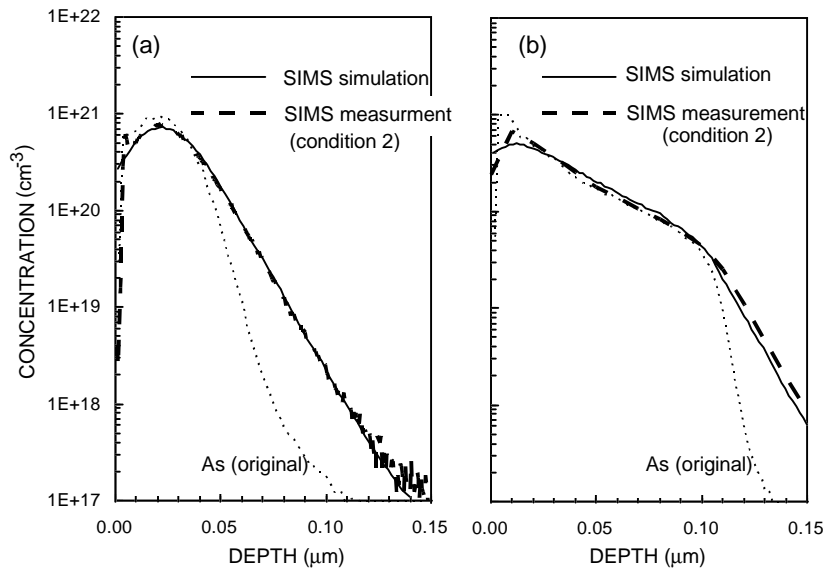 1E+22
(a)
SIMS simulation
SIMS measurment
(condition 2)
1E+21
1E+20
1E+19
1E+18
1E+17
CONCENTRATION (cm-3)
As (original)
0.00
0.05
0.10
0.15
DEPTH (μm)
(b)
SIMS simulation
SIMS measurement
(condition 2)
As (original)
0.00
0.05
0.10
0.15
DEPTH (μm)